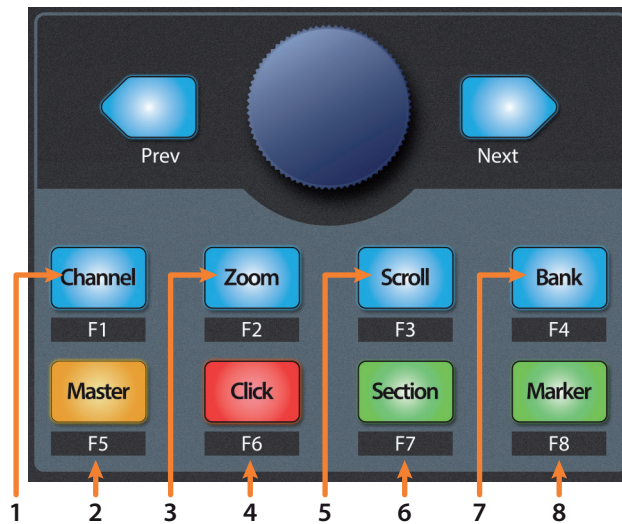 Prev Next
Channel Zoom Scroll Bank
F1 F2 F3 F4
Master Click Section Marker
F5 F6 F7 F8
1 2 3 4 5 6 7 8